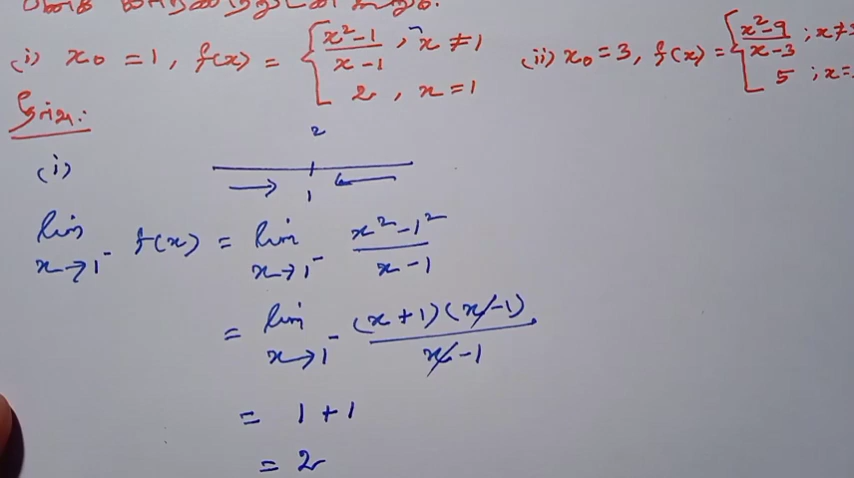 (i) x₀ = 1, f(x) = { (x²-1)/(x-1), x ≠ 1
2, x = 1
(ii) x₀ = 3, f(x) = { (x²-9)/(x-3) ; x ≠
5 ; x =
தீர்வு:
(i)
2
1
lim x→1⁻ f(x) = lim x→1⁻ (x²-1²)/(x-1)
= lim x→1⁻ (x+1)(x-1)/(x-1)
= 1 + 1
= 2